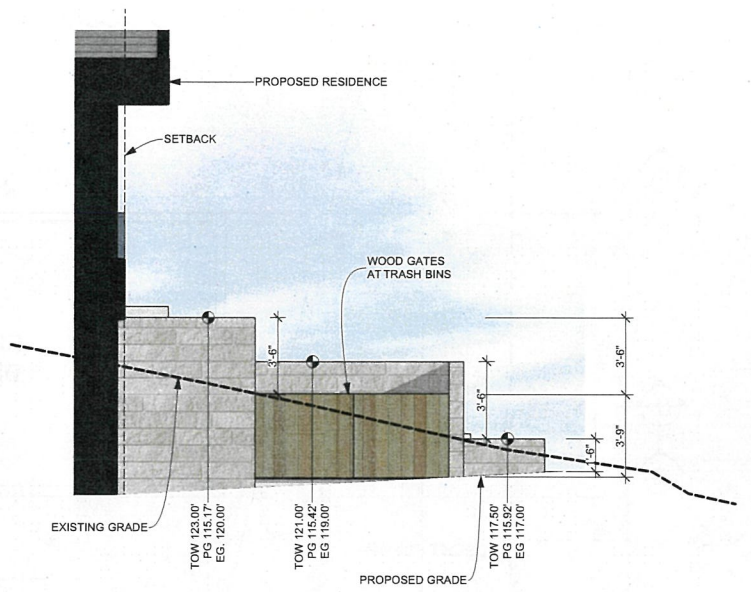 PROPOSED RESIDENCE
SETBACK
WOOD GATES
AT TRASH BINS
3'-6"
3'-6"
3'-6"
3'-9"
EXISTING GRADE
TOW 123.00'
PG 115.17'
EG. 120.00'
TOW 121.00'
PG 115.42'
EG 119.00'
TOW 117.50'
PG 115.92'
EG 117.00'
PROPOSED GRADE